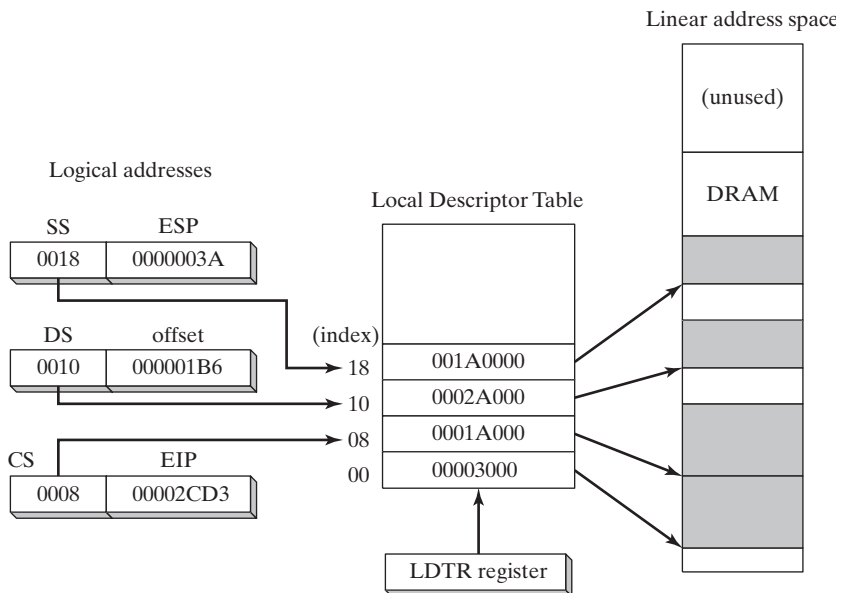 Linear address space
(unused)
Logical addresses
DRAM
Local Descriptor Table
SS ESP
0018 0000003A
(index)
DS offset
0010 000001B6
18 001A0000
10 0002A000
08 0001A000
00 00003000
CS EIP
0008 00002CD3
LDTR register